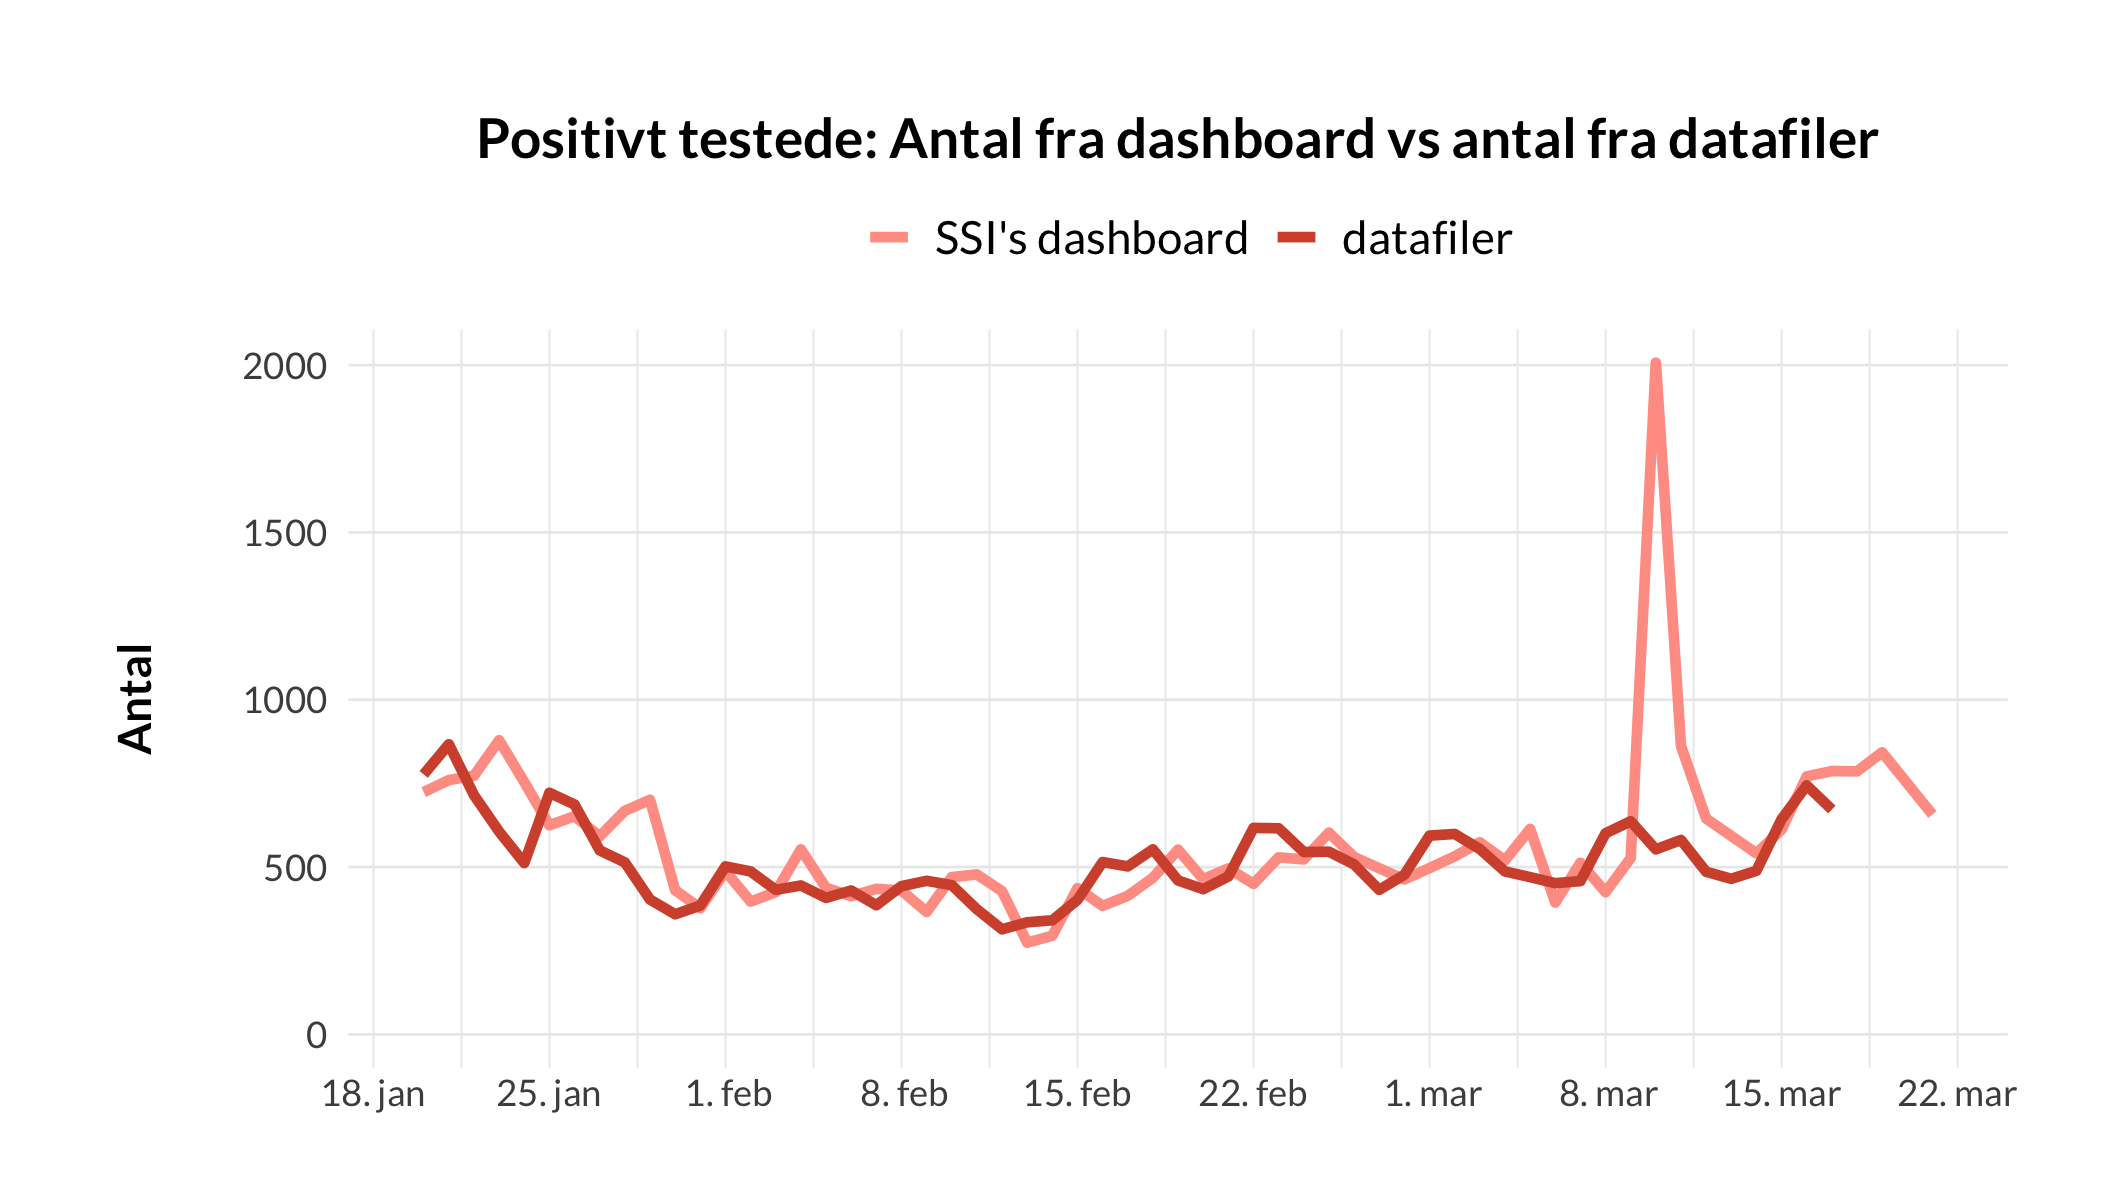 Positivt testede: Antal fra dashboard vs antal fra datafiler
SSI's dashboard datafiler
Antal
2000
1500
1000
500
0
18. jan 25. jan 1. feb 8. feb 15. feb 22. feb 1. mar 8. mar 15. mar 22. mar